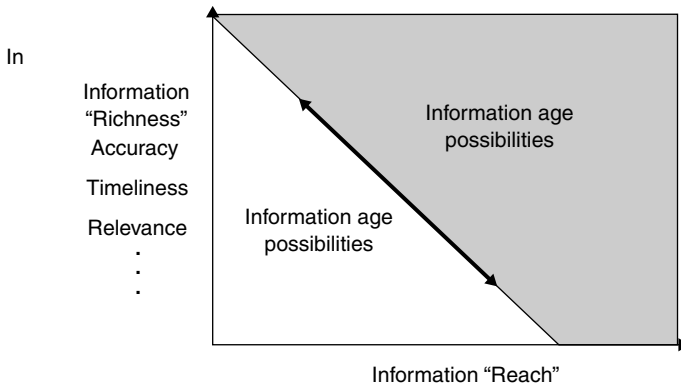 In
Information
“Richness”
Accuracy
Timeliness
Relevance
.
.
.
Information age
possibilities
Information age
possibilities
Information “Reach”